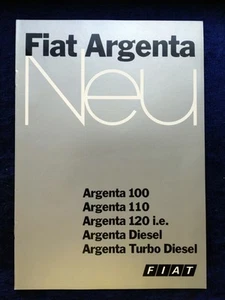 Fiat Argenta
Neu
Argenta 100
Argenta 110
Argenta 120 i.e.
Argenta Diesel
Argenta Turbo Diesel
FIAT